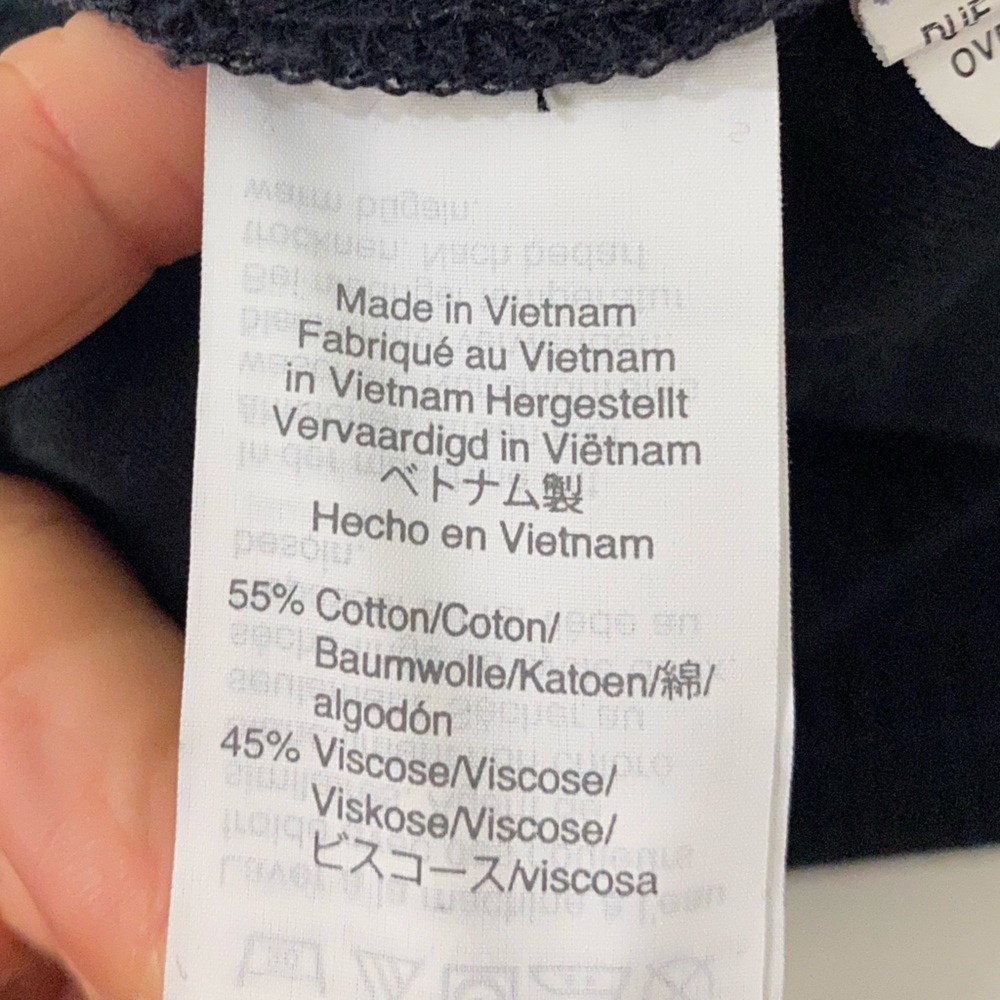 OV
Made in Vietnam
Fabriqué au Vietnam
in Vietnam Hergestellt
Vervaardigd in Viëtnam
ベトナム製
Hecho en Vietnam
55% Cotton/Coton/
Baumwolle/Katoen/綿/
algodón
45% Viscose/Viscose/
Viskose/Viscose/
ビスコース/viscosa